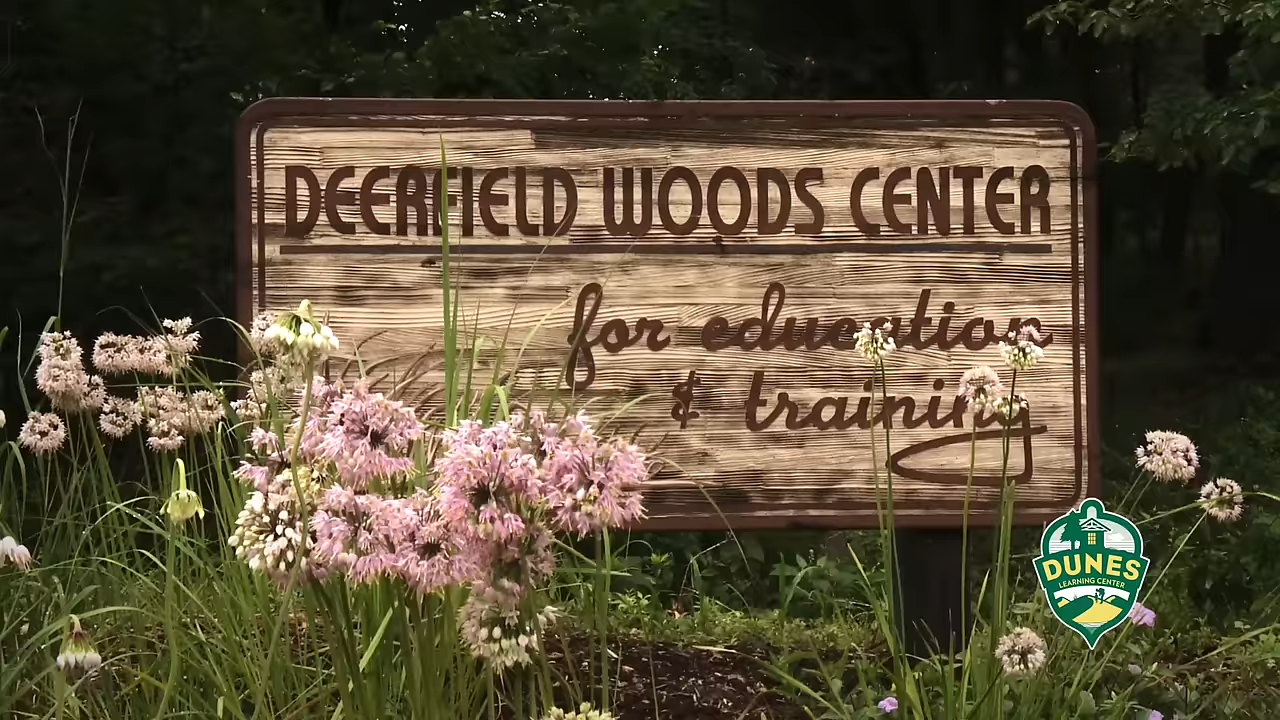 DEERFIELD WOODS CENTER
for education
& training
DUNES
LEARNING CENTER